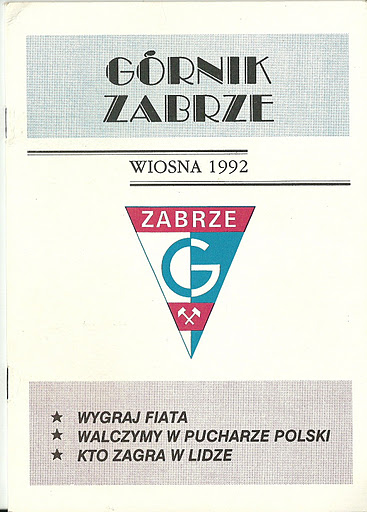 GÓRNIK
ZABRZE
WIOSNA 1992
ZABRZE
G
★ WYGRAJ FIATA
★ WALCZYMY W PUCHARZE POLSKI
★ KTO ZAGRA W LIDZE